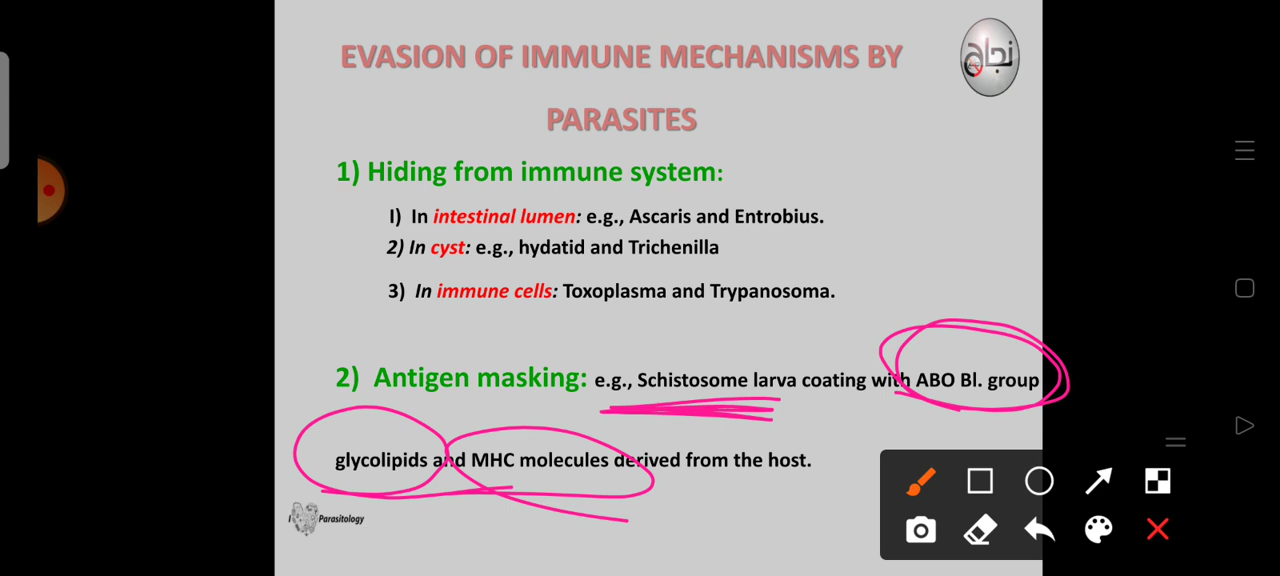 EVASION OF IMMUNE MECHANISMS BY
PARASITES
1) Hiding from immune system:
I) In intestinal lumen: e.g., Ascaris and Entrobius.
2) In cyst: e.g., hydatid and Trichenilla
3) In immune cells: Toxoplasma and Trypanosoma.
2) Antigen masking: e.g., Schistosome larva coating with ABO Bl. group
glycolipids and MHC molecules derived from the host.
Parasitology